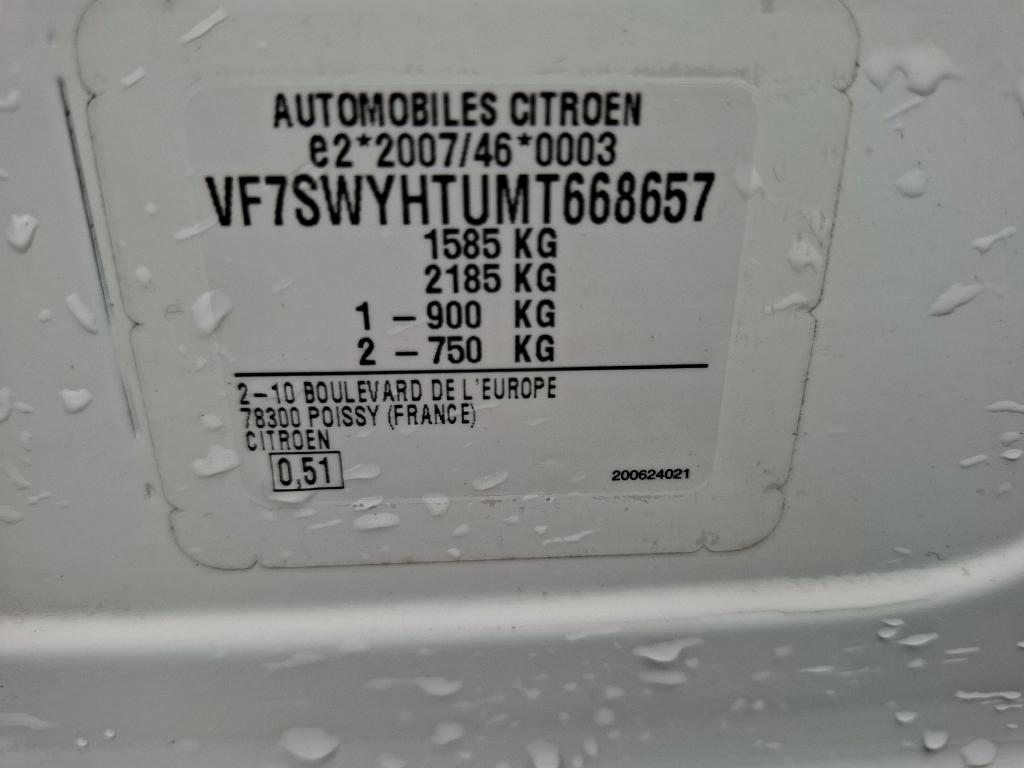 AUTOMOBILES CITROEN
e2*2007/46*0003
VF7SWYHTUMT668657
1585 KG
2185 KG
1 – 900 KG
2 – 750 KG
2–10 BOULEVARD DE L'EUROPE
78300 POISSY (FRANCE)
CITROEN
0,51
200624021